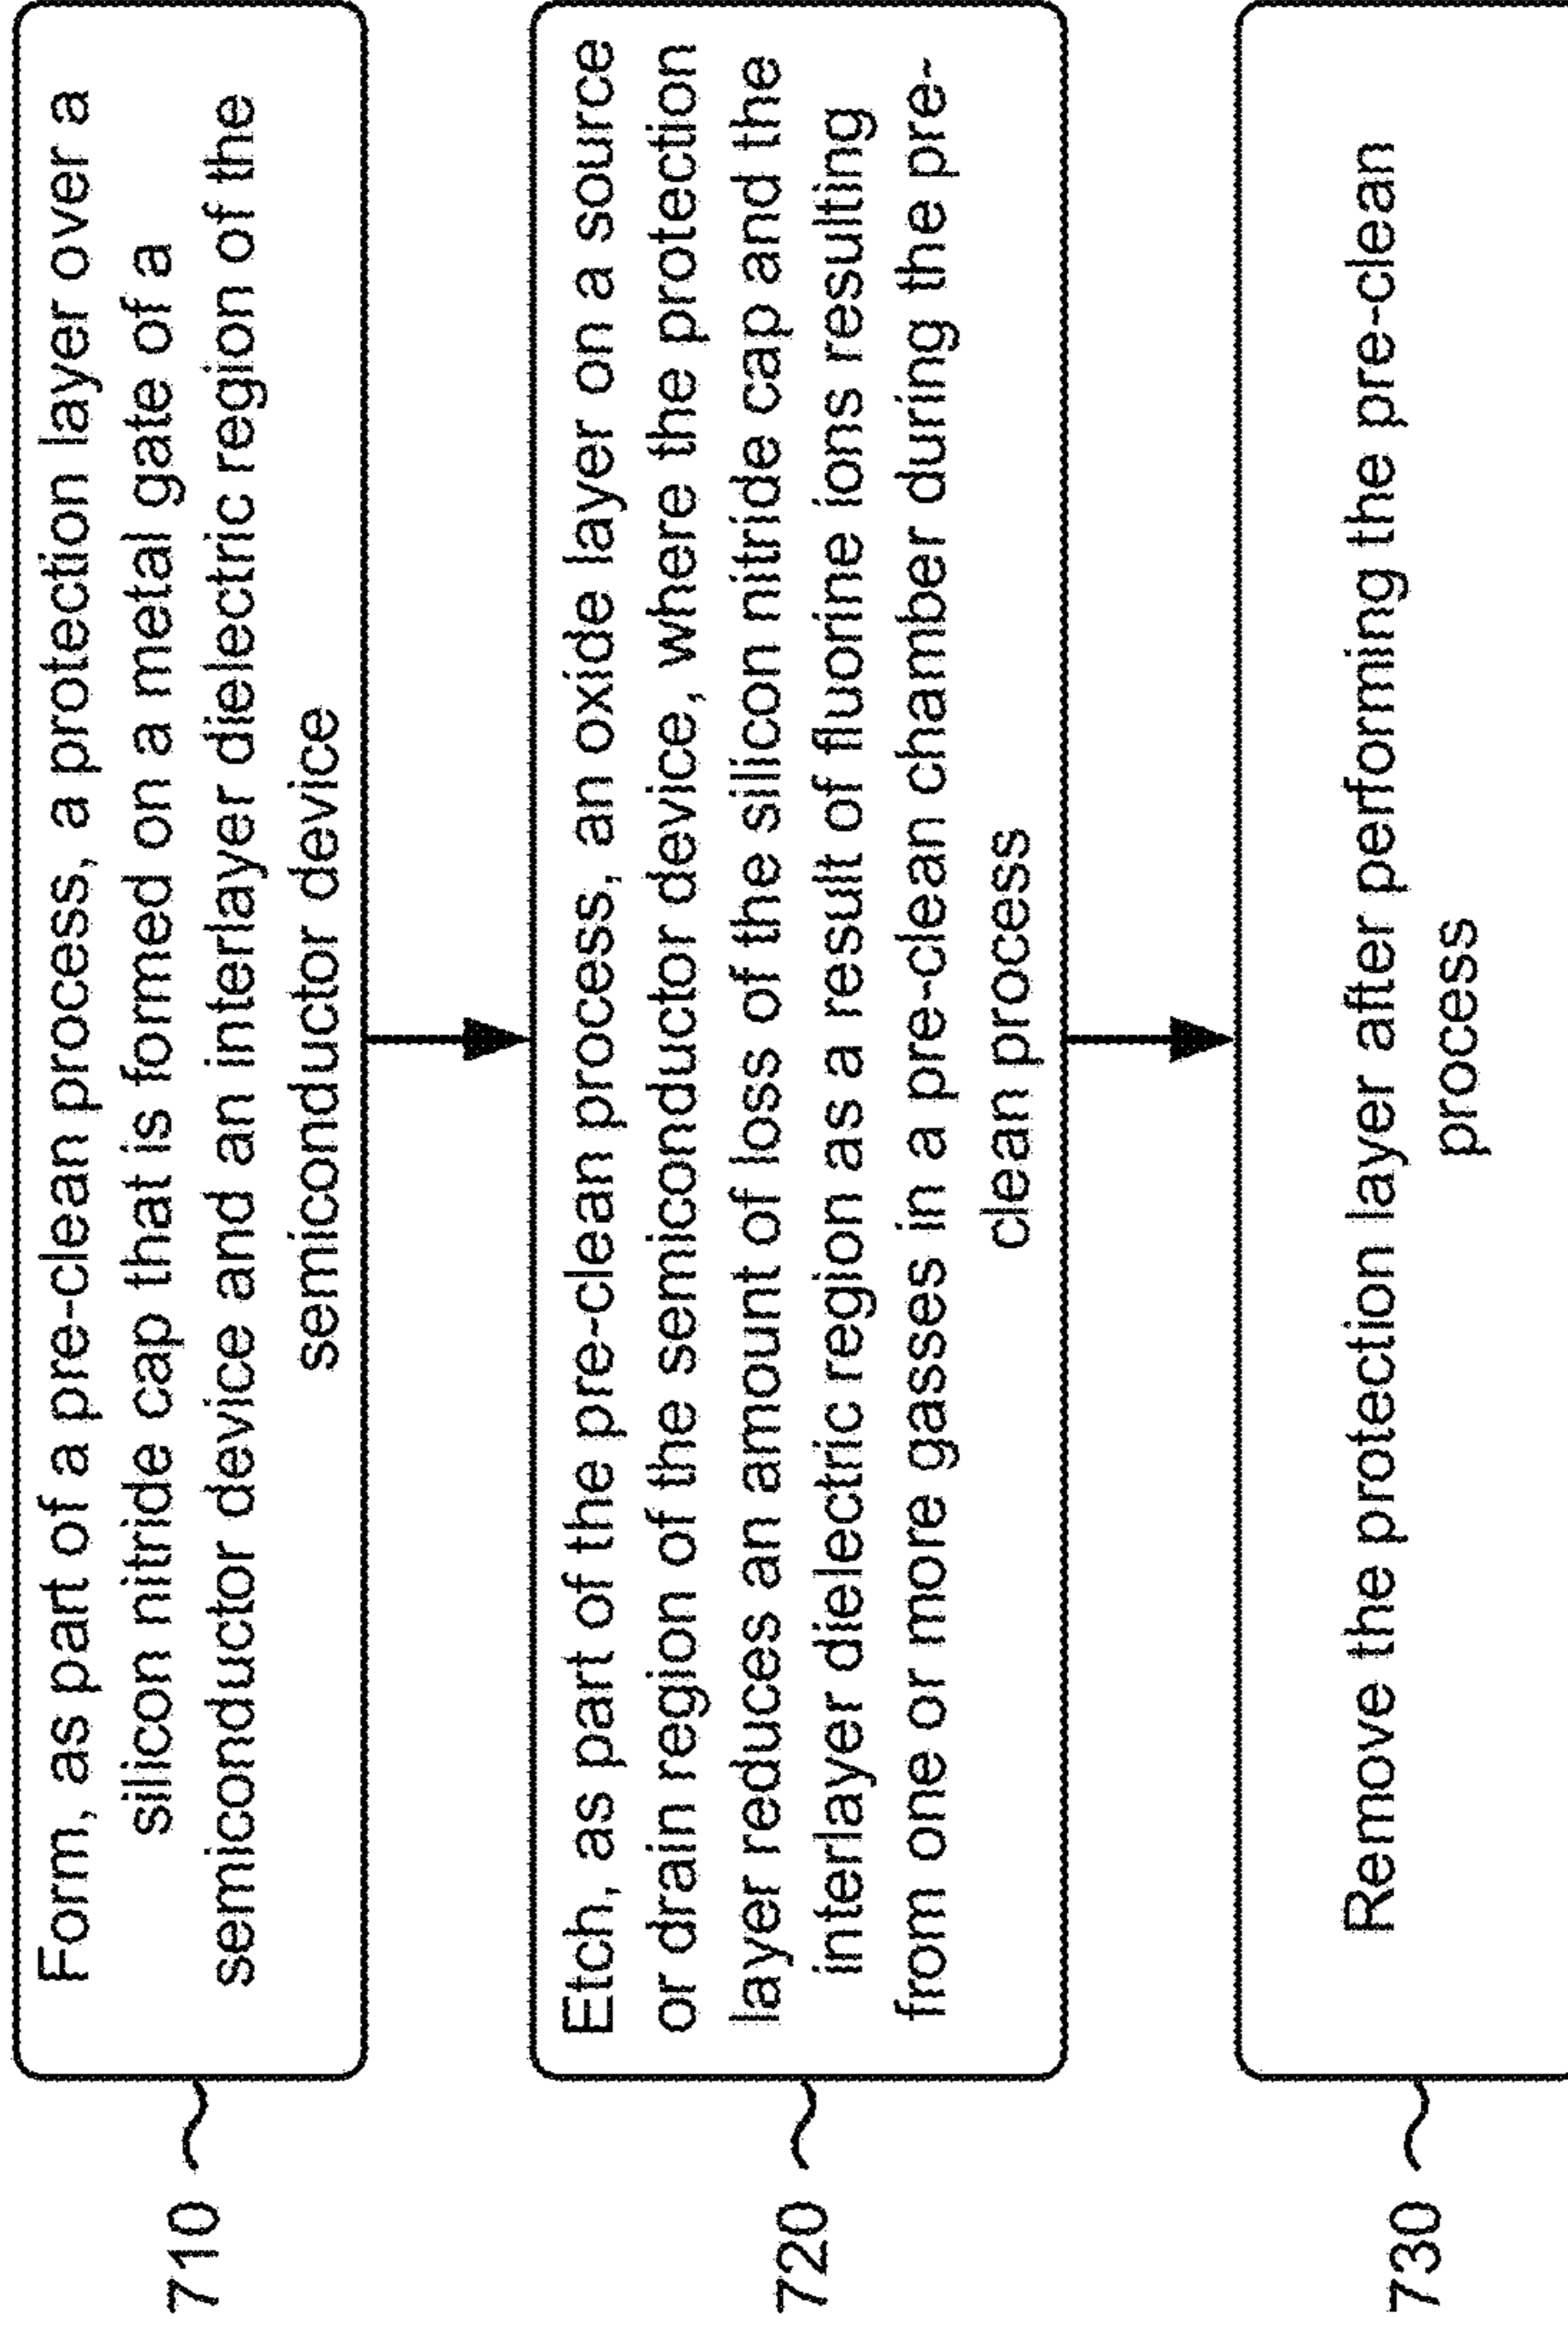 710
Form, as part of a pre-clean process, a protection layer over a
silicon nitride cap that is formed on a metal gate of a
semiconductor device and an interlayer dielectric region of the
semiconductor device
720
Etch, as part of the pre-clean process, an oxide layer on a source
or drain region of the semiconductor device, where the protection
layer reduces an amount of loss of the silicon nitride cap and the
interlayer dielectric region as a result of fluorine ions resulting
from one or more gasses in a pre-clean chamber during the pre-
clean process
730
Remove the protection layer after performing the pre-clean
process